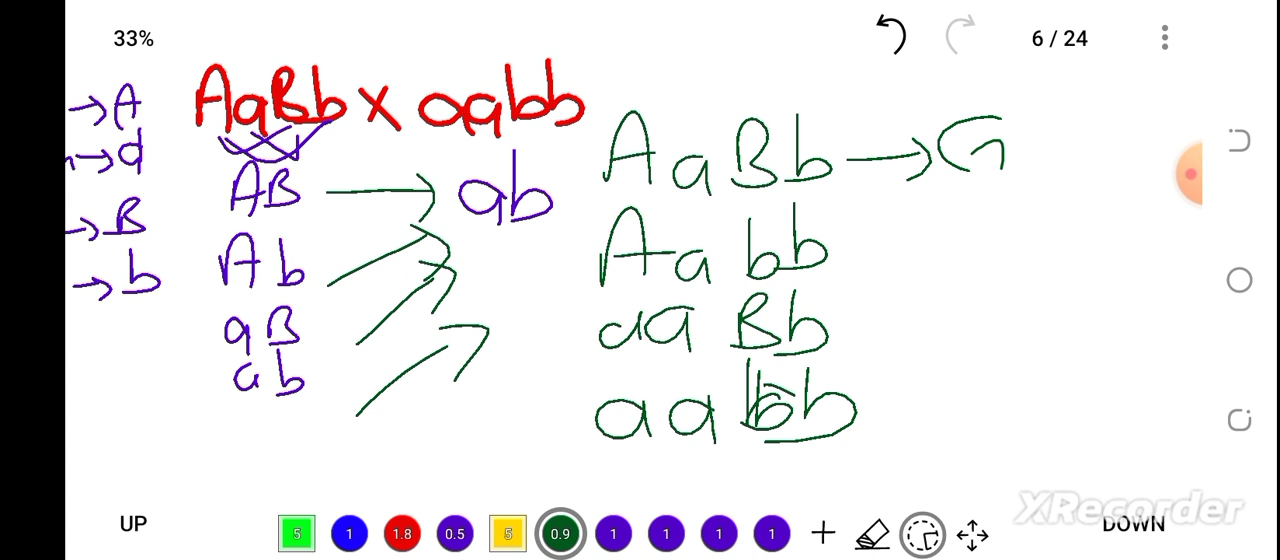 33%
6 / 24
AaBb x aabb
→A
→a
→B
→b
AB → ab
Ab
aB
ab
AaBb → G
Aabb
aaBb
aabb
XRecorder
UP
5 1 1.8 0.5 5 0.9 1 1 1 1 +
DOWN